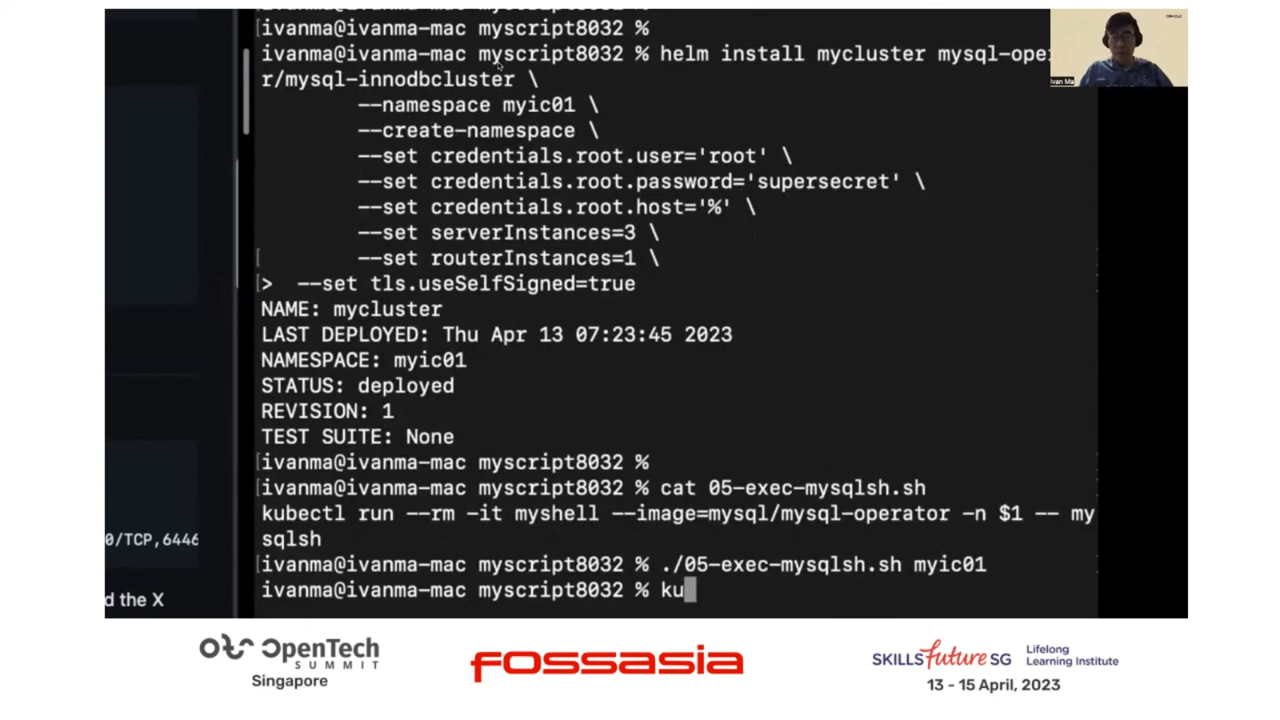 ivanma@ivanma-mac myscript8032 %
ivanma@ivanma-mac myscript8032 % helm install mycluster mysql-ope
r/mysql-innodbcluster \
--namespace myic01 \
--create-namespace \
--set credentials.root.user='root' \
--set credentials.root.password='supersecret' \
--set credentials.root.host='%' \
--set serverInstances=3 \
--set routerInstances=1 \
> --set tls.useSelfSigned=true
NAME: mycluster
LAST DEPLOYED: Thu Apr 13 07:23:45 2023
NAMESPACE: myic01
STATUS: deployed
REVISION: 1
TEST SUITE: None
ivanma@ivanma-mac myscript8032 %
ivanma@ivanma-mac myscript8032 % cat 05-exec-mysqlsh.sh
kubectl run --rm -it myshell --image=mysql/mysql-operator -n $1 -- my
sqlsh
ivanma@ivanma-mac myscript8032 % ./05-exec-mysqlsh.sh myic01
ivanma@ivanma-mac myscript8032 % ku
0/TCP,6446
d the X
Ivan Ma
OpenTech
SUMMIT
Singapore
FOSSASIA
SKILLS future SG
Lifelong
Learning Institute
13 - 15 April, 2023